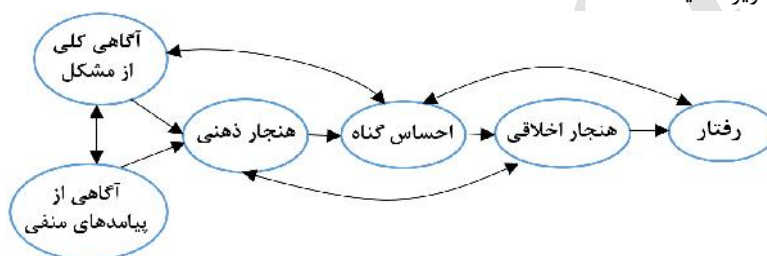 آگاهی کلی
از مشکل
هنجار ذهنی
احساس گناه
هنجار اخلاقی
رفتار
آگاهی از
پیامدهای منفی